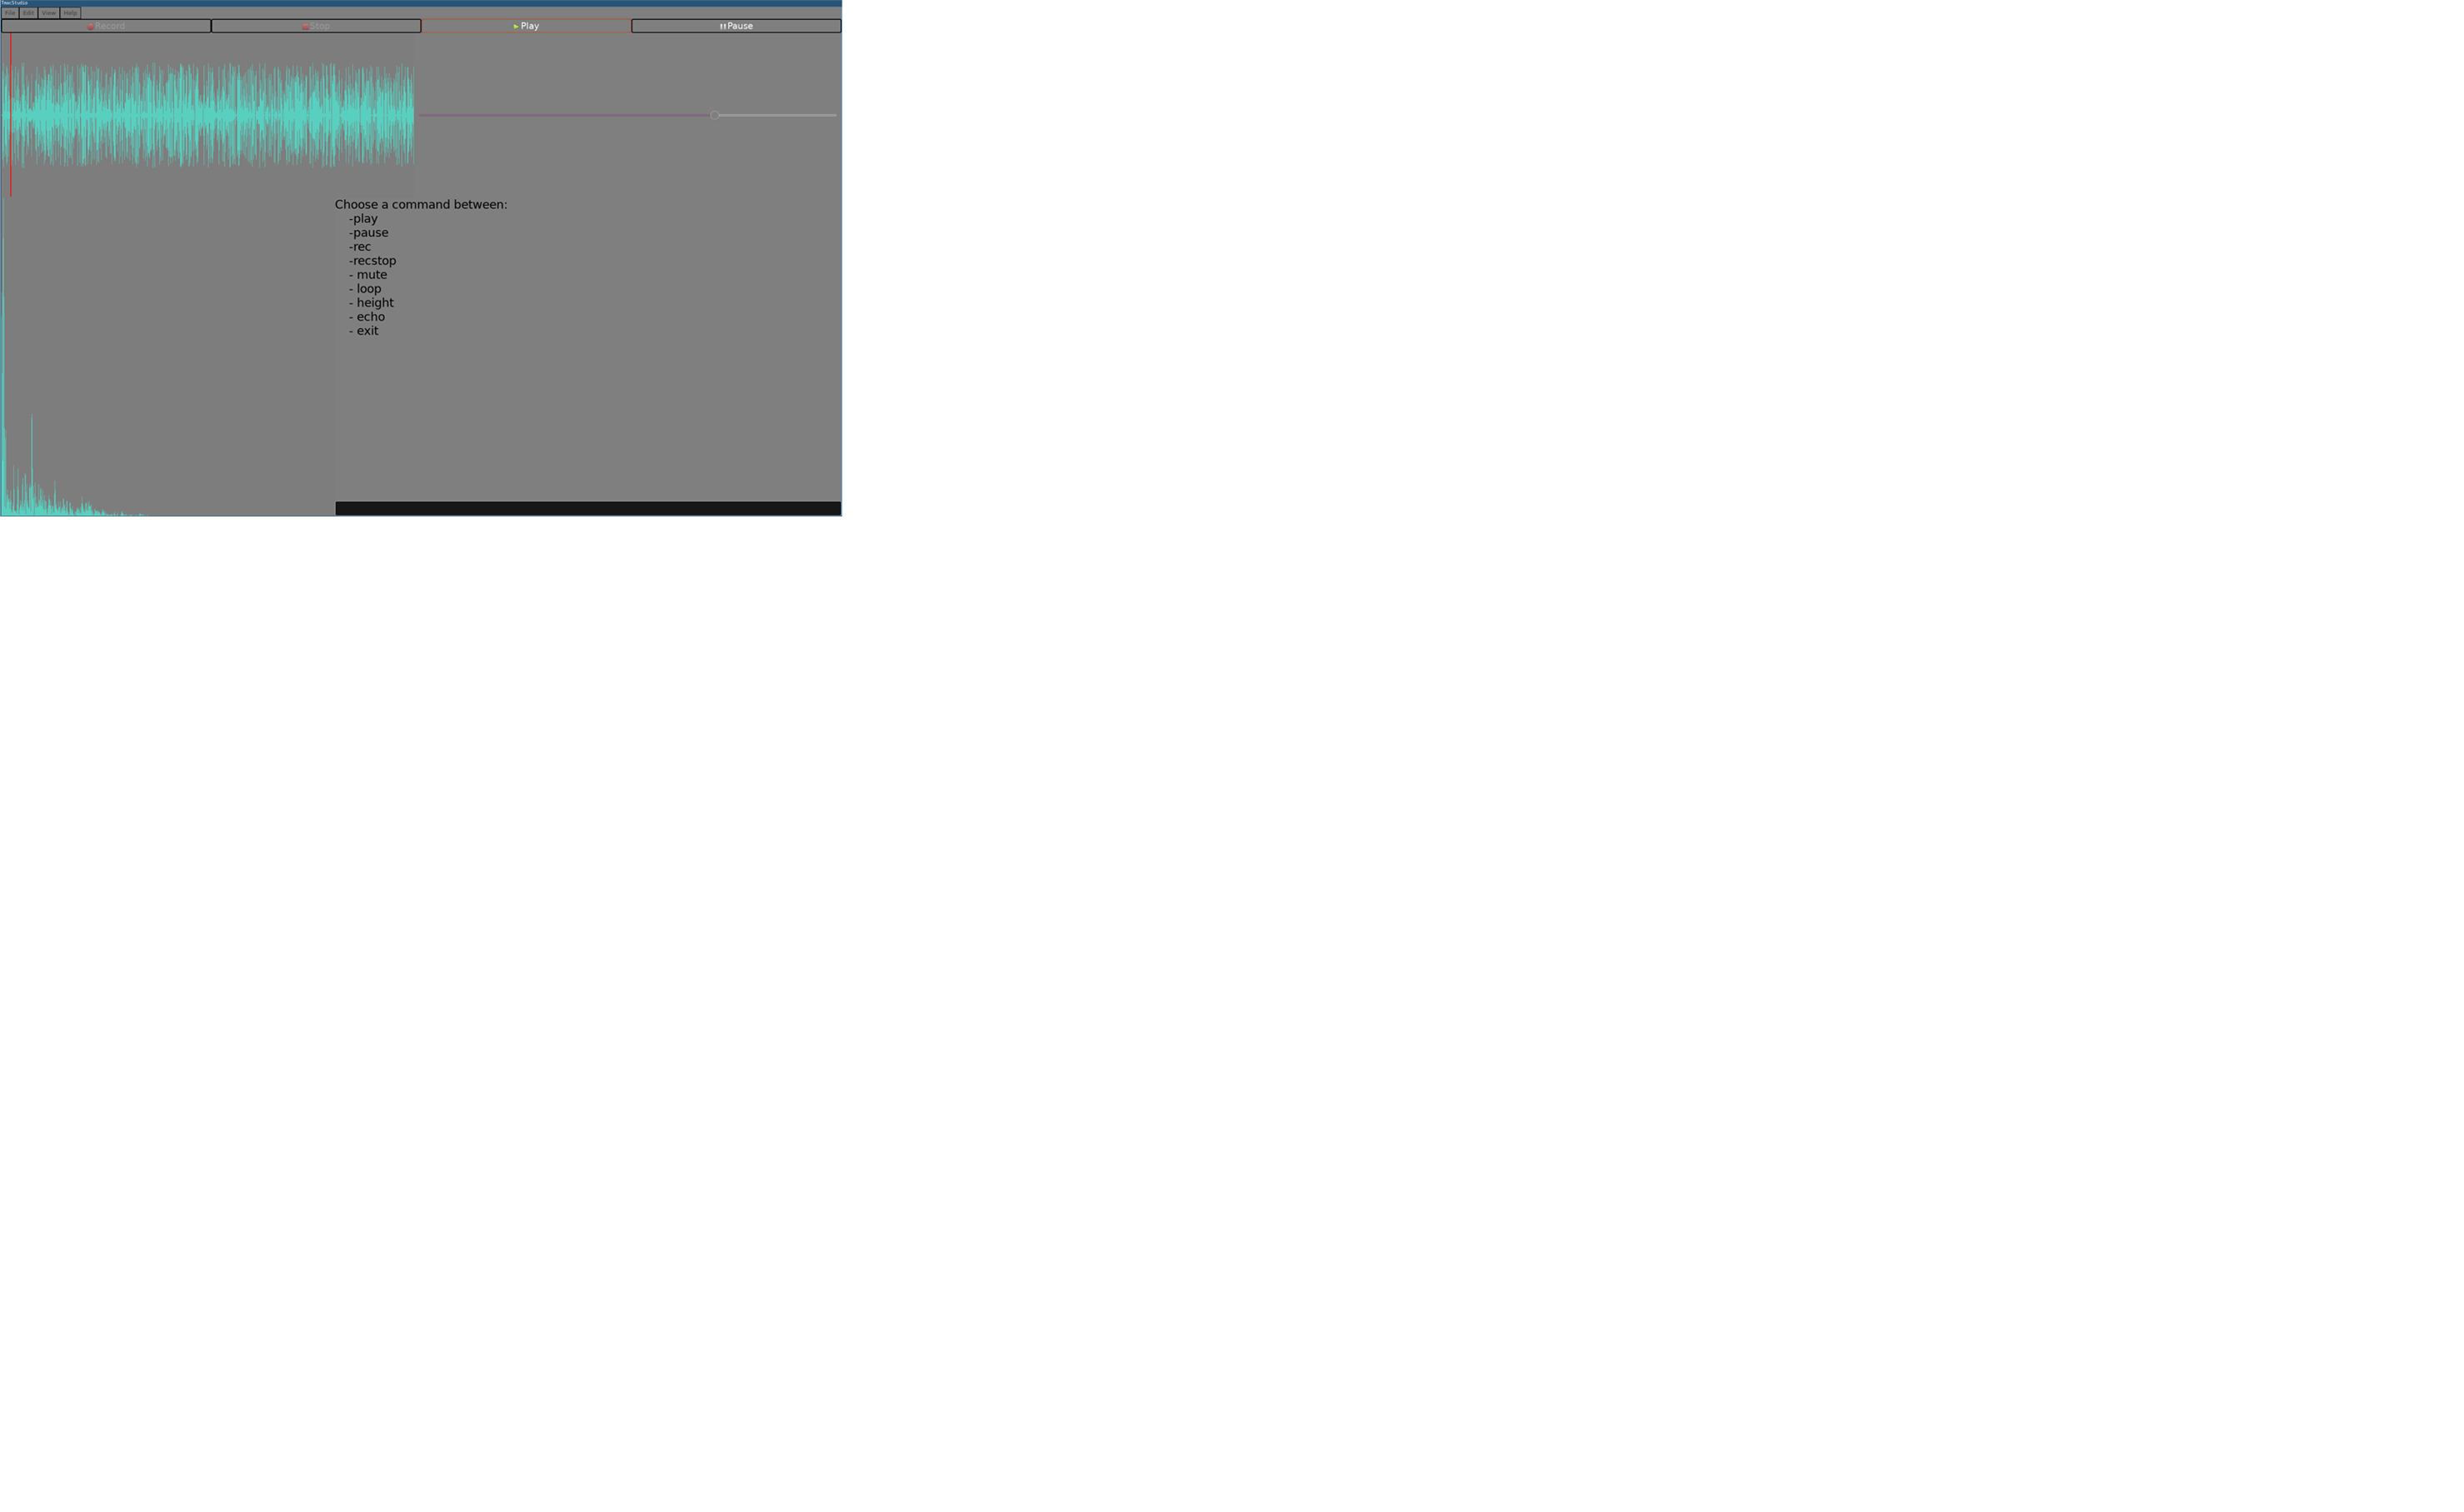 TmacStudio
File Edit View Help
Record Stop Play Pause
Choose a command between:
-play
-pause
-rec
-recstop
- mute
- loop
- height
- echo
- exit